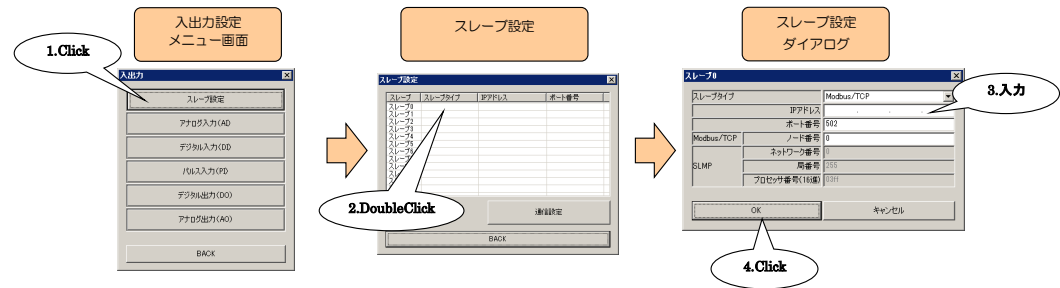 入出力設定
メニュー画面
1.Click
入出力
スレーブ設定
アナログ入力(AD
デジタル入力(DD
パルス入力(PD
デジタル出力(DO)
アナログ出力(AO)
BACK
スレーブ設定
スレーブ設定
スレーブ スレーブタイプ IPアドレス ポート番号
スレーブ0
スレーブ1
スレーブ2
スレーブ3
スレーブ4
スレーブ5
スレーブ6
2.DoubleClick
通信設定
BACK
スレーブ設定
ダイアログ
スレーブ0
3.入力
スレーブタイプ Modbus/TCP
IPアドレス . . .
ポート番号 502
Modbus/TCP ノード番号 0
ネットワーク番号 0
SLMP 局番号 255
プロセッサ番号(16進) 03FF
OK キャンセル
4.Click